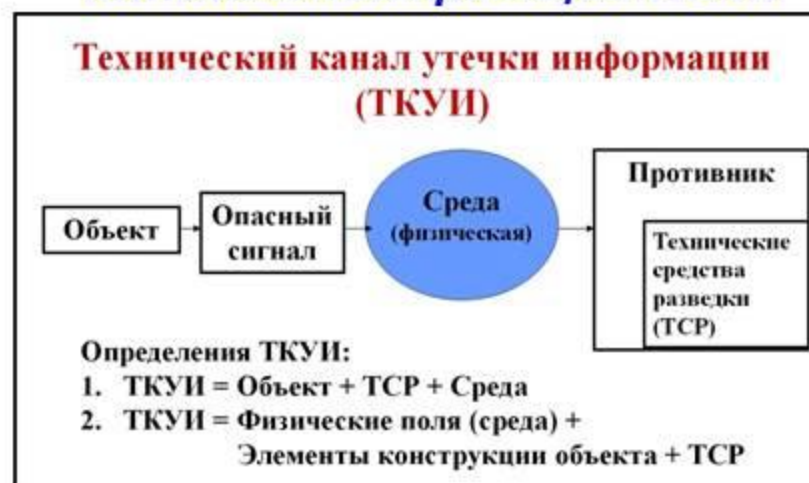 Технический канал утечки информации
(ТКУИ)
Объект
Опасный
сигнал
Среда
(физическая)
Противник
Технические
средства
разведки
(ТСР)
Определения ТКУИ:
1. ТКУИ = Объект + ТСР + Среда
2. ТКУИ = Физические поля (среда) +
Элементы конструкции объекта + ТСР